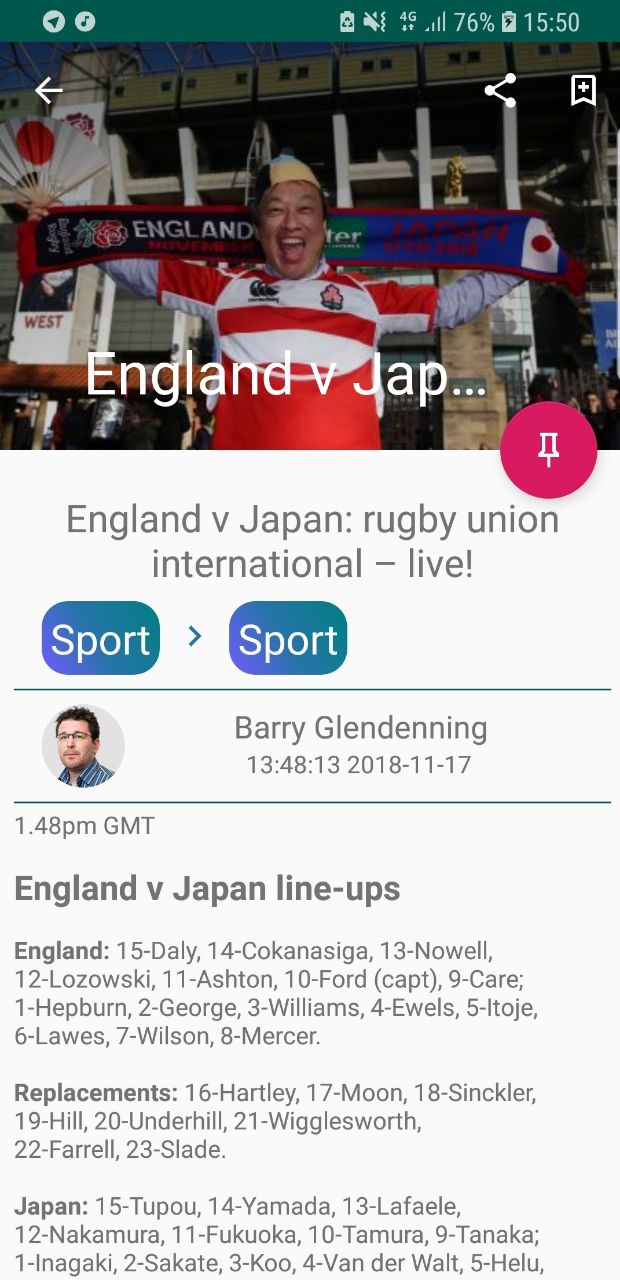 4G 76% 15:50
ENGLAND
NOVEMBER
JAPAN
17TH 2018
canterbury
WEST
England v Jap...
England v Japan: rugby union
international – live!
Sport > Sport
Barry Glendenning
13:48:13 2018-11-17
1.48pm GMT
England v Japan line-ups
England: 15-Daly, 14-Cokanasiga, 13-Nowell,
12-Lozowski, 11-Ashton, 10-Ford (capt), 9-Care;
1-Hepburn, 2-George, 3-Williams, 4-Ewels, 5-Itoje,
6-Lawes, 7-Wilson, 8-Mercer.
Replacements: 16-Hartley, 17-Moon, 18-Sinckler,
19-Hill, 20-Underhill, 21-Wigglesworth,
22-Farrell, 23-Slade.
Japan: 15-Tupou, 14-Yamada, 13-Lafaele,
12-Nakamura, 11-Fukuoka, 10-Tamura, 9-Tanaka;
1-Inagaki, 2-Sakate, 3-Koo, 4-Van der Walt, 5-Helu,